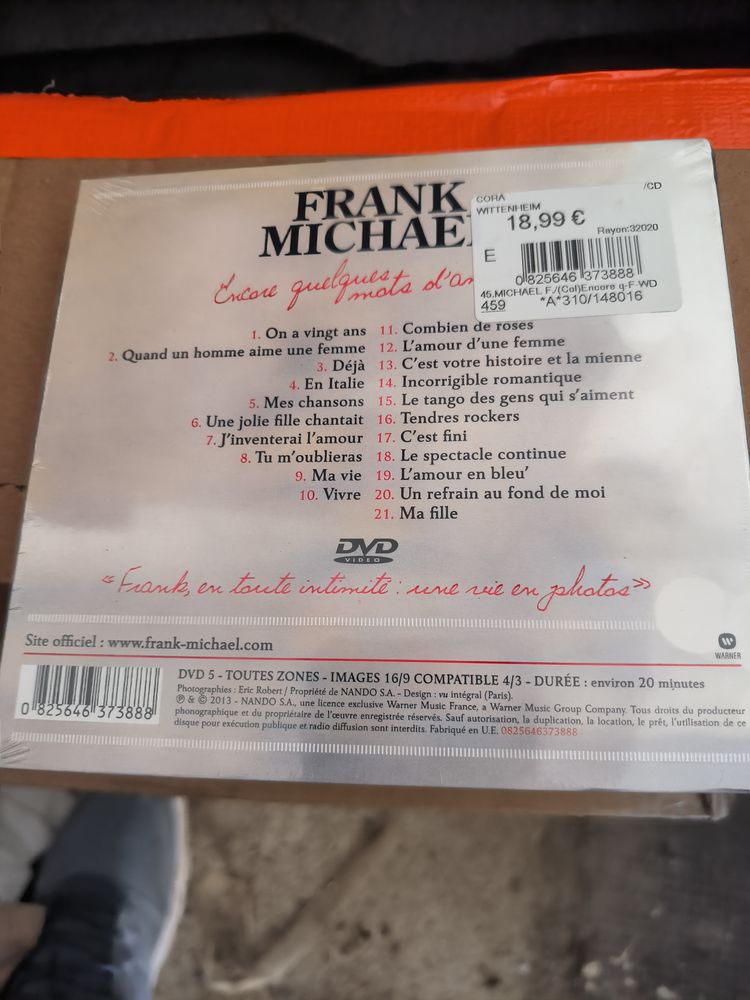 FRANK
MICHAEL
Encore quelques
mots d'am
CORA /CD
WITTENHEIM
18,99 €
Rayon:32020
E
0 825646 373888
45.MICHAEL F./(Col)Encore q-F-WD
459 *A*310/148016
1. On a vingt ans
2. Quand un homme aime une femme
3. Déjà
4. En Italie
5. Mes chansons
6. Une jolie fille chantait
7. J'inventerai l'amour
8. Tu m'oublieras
9. Ma vie
10. Vivre
11. Combien de roses
12. L'amour d'une femme
13. C'est votre histoire et la mienne
14. Incorrigible romantique
15. Le tango des gens qui s'aiment
16. Tendres rockers
17. C'est fini
18. Le spectacle continue
19. L'amour en bleu'
20. Un refrain au fond de moi
21. Ma fille
DVD
VIDEO
« Frank, en toute intimité : une vie en photos »
Site officiel : www.frank-michael.com
WARNER
0 825646 373888
DVD 5 - TOUTES ZONES - IMAGES 16/9 COMPATIBLE 4/3 - DURÉE : environ 20 minutes
Photographies : Eric Robert / Propriété de NANDO S.A. - Design : vu intégral (Paris).
℗ & © 2013 - NANDO S.A., une licence exclusive Warner Music France, a Warner Music Group Company. Tous droits du producteur
phonographique et du propriétaire de l'œuvre enregistrée réservés. Sauf autorisation, la duplication, la location, le prêt, l'utilisation de ce
disque pour exécution publique et radio diffusion sont interdits. Fabriqué en U.E. 0825646373888